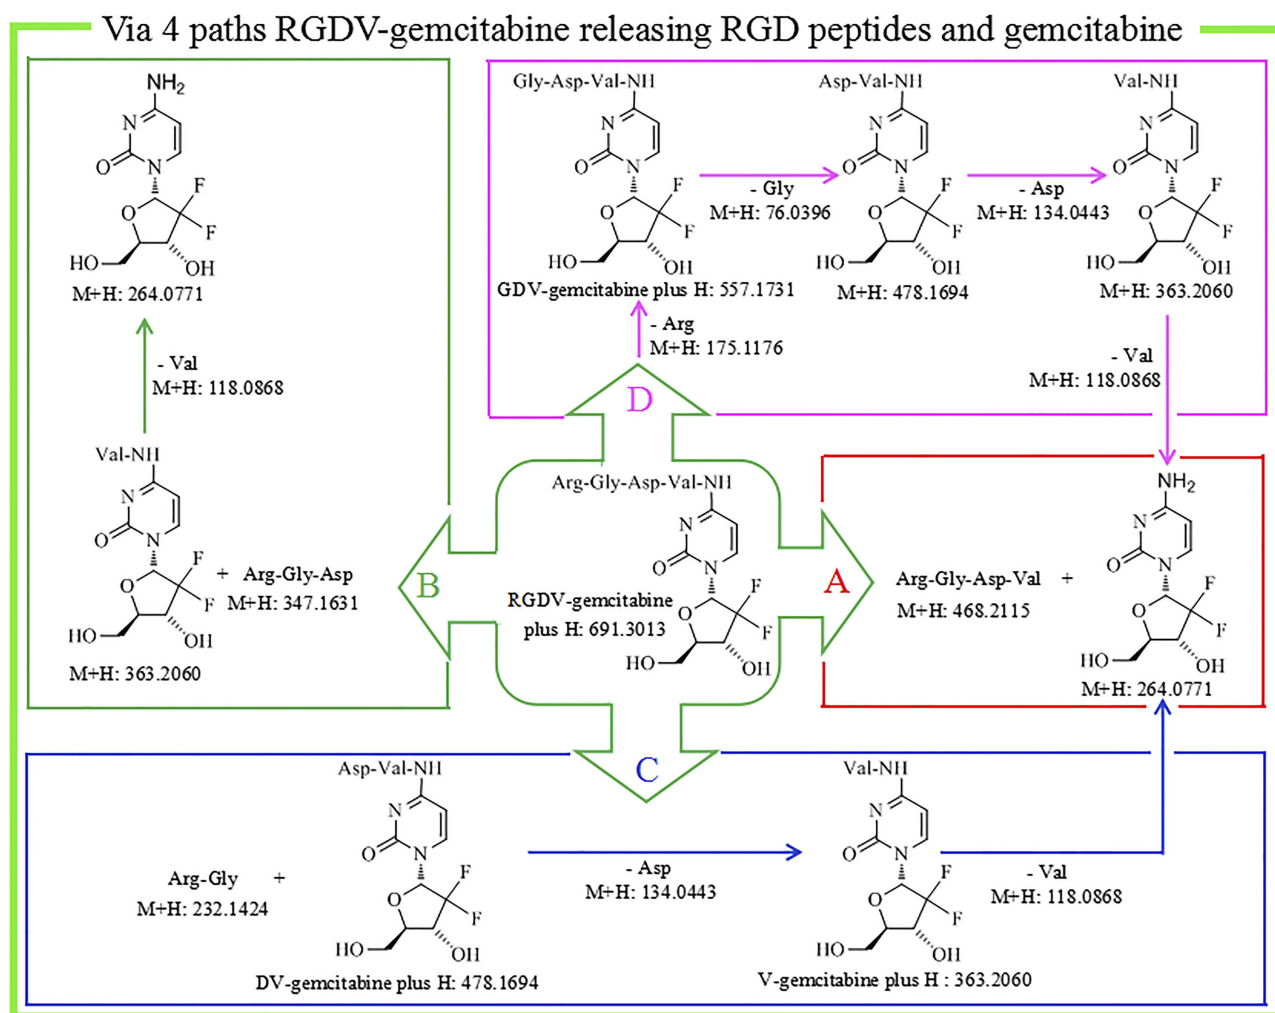 Via 4 paths RGDV-gemcitabine releasing RGD peptides and gemcitabine
NH2
N
O
N
F
F
O
HO
OH
M+H: 264.0771
- Val
M+H: 118.0868
Val-NH
N
O
N
F
F
O
HO
OH
+ Arg-Gly-Asp
M+H: 347.1631
M+H: 363.2060
B
Gly-Asp-Val-NH
N
O
N
F
F
O
HO
OH
GDV-gemcitabine plus H: 557.1731
- Gly
M+H: 76.0396
Asp-Val-NH
N
O
N
F
F
O
HO
OH
M+H: 478.1694
- Asp
M+H: 134.0443
Val-NH
N
O
N
F
F
O
HO
OH
M+H: 363.2060
- Arg
M+H: 175.1176
- Val
M+H: 118.0868
D
Arg-Gly-Asp-Val-NH
N
O
N
F
F
O
HO
OH
RGDV-gemcitabine
plus H: 691.3013
A
Arg-Gly-Asp-Val +
M+H: 468.2115
NH2
N
O
N
F
F
O
HO
OH
M+H: 264.0771
C
Arg-Gly +
M+H: 232.1424
Asp-Val-NH
N
O
N
F
F
O
HO
OH
DV-gemcitabine plus H: 478.1694
- Asp
M+H: 134.0443
Val-NH
N
O
N
F
F
O
HO
OH
V-gemcitabine plus H : 363.2060
- Val
M+H: 118.0868